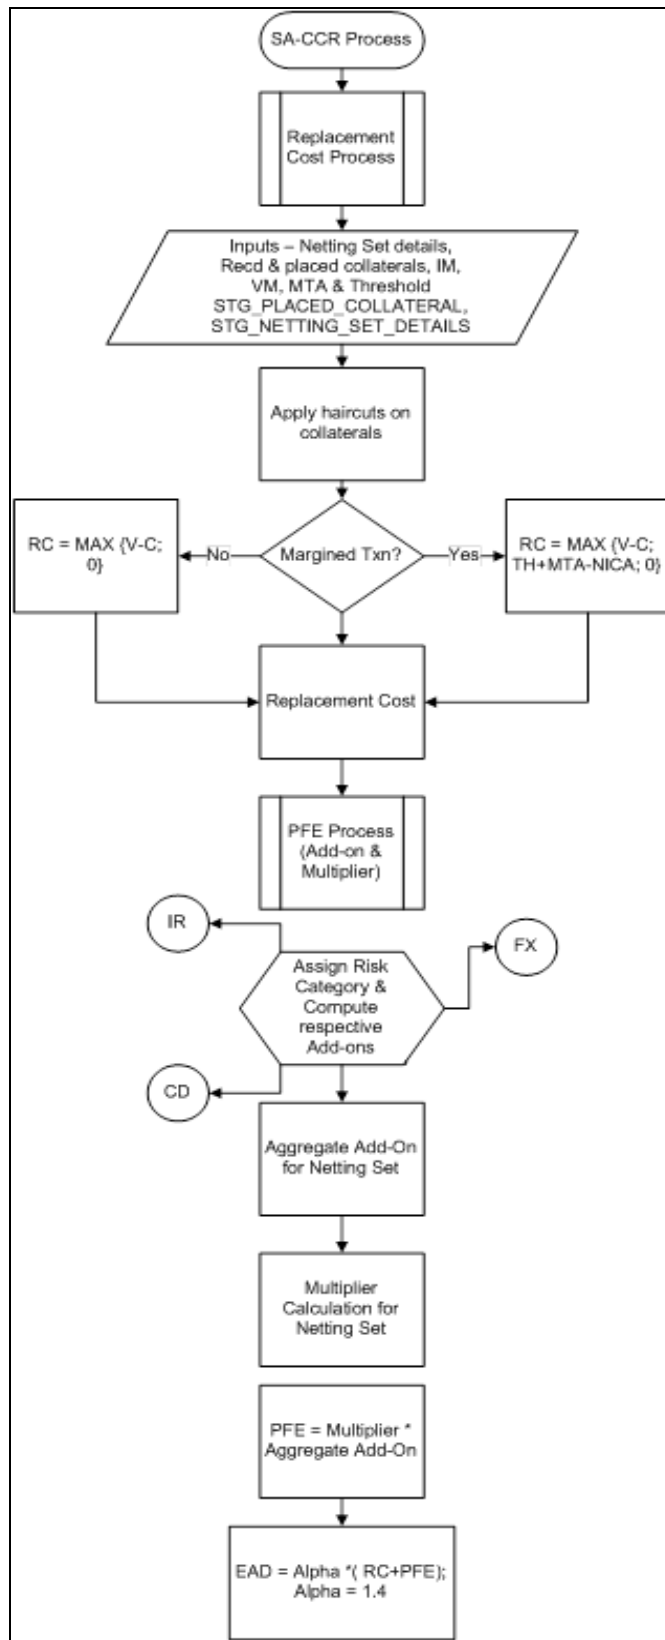 SA-CCR Process
Replacement
Cost Process
Inputs – Netting Set details,
Recd & placed collaterals, IM,
VM, MTA & Threshold
STG_PLACED_COLLATERAL,
STG_NETTING_SET_DETAILS
Apply haircuts on
collaterals
RC = MAX {V-C;
0}
No
Margined Txn?
Yes
RC = MAX {V-C;
TH+MTA-NICA; 0}
Replacement Cost
PFE Process
(Add-on &
Multiplier)
IR
FX
Assign Risk
Category &
Compute
respective
Add-ons
CD
Aggregate Add-On
for Netting Set
Multiplier
Calculation for
Netting Set
PFE = Multiplier *
Aggregate Add-On
EAD = Alpha *( RC+PFE);
Alpha = 1.4